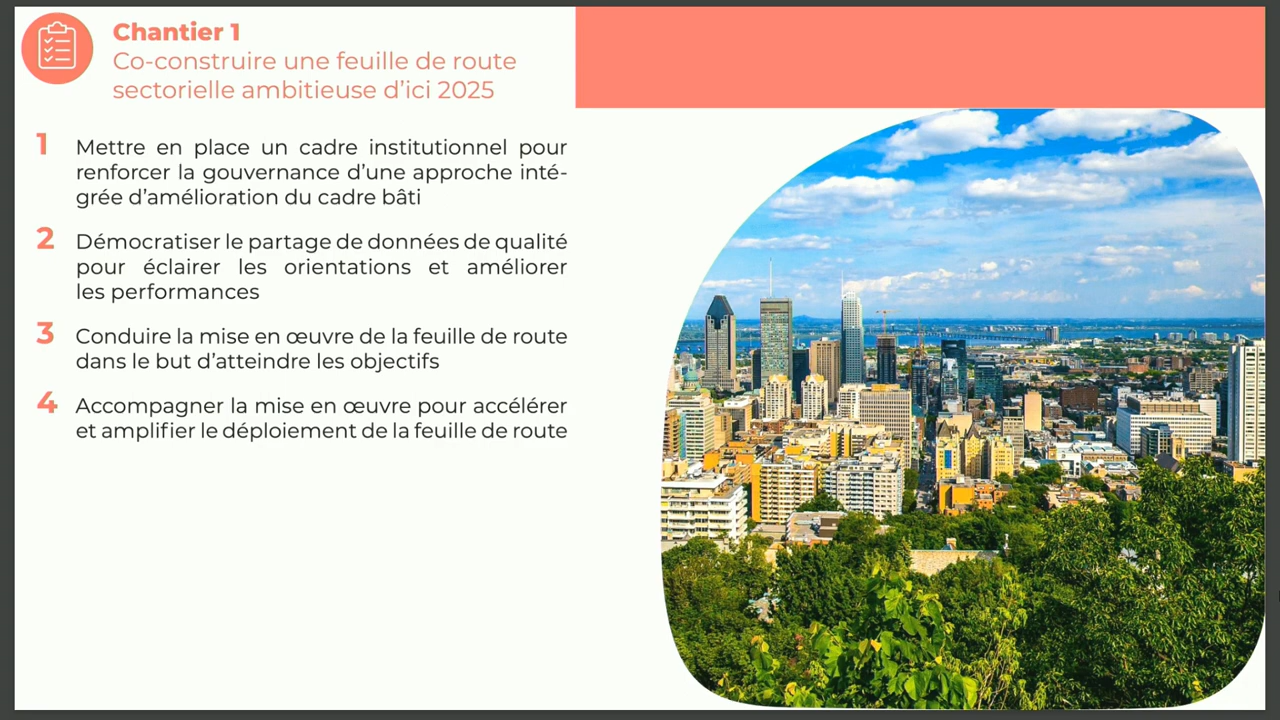 Chantier 1
Co-construire une feuille de route
sectorielle ambitieuse d'ici 2025
1 Mettre en place un cadre institutionnel pour
renforcer la gouvernance d'une approche inté-
grée d'amélioration du cadre bâti
2 Démocratiser le partage de données de qualité
pour éclairer les orientations et améliorer
les performances
3 Conduire la mise en œuvre de la feuille de route
dans le but d'atteindre les objectifs
4 Accompagner la mise en œuvre pour accélérer
et amplifier le déploiement de la feuille de route